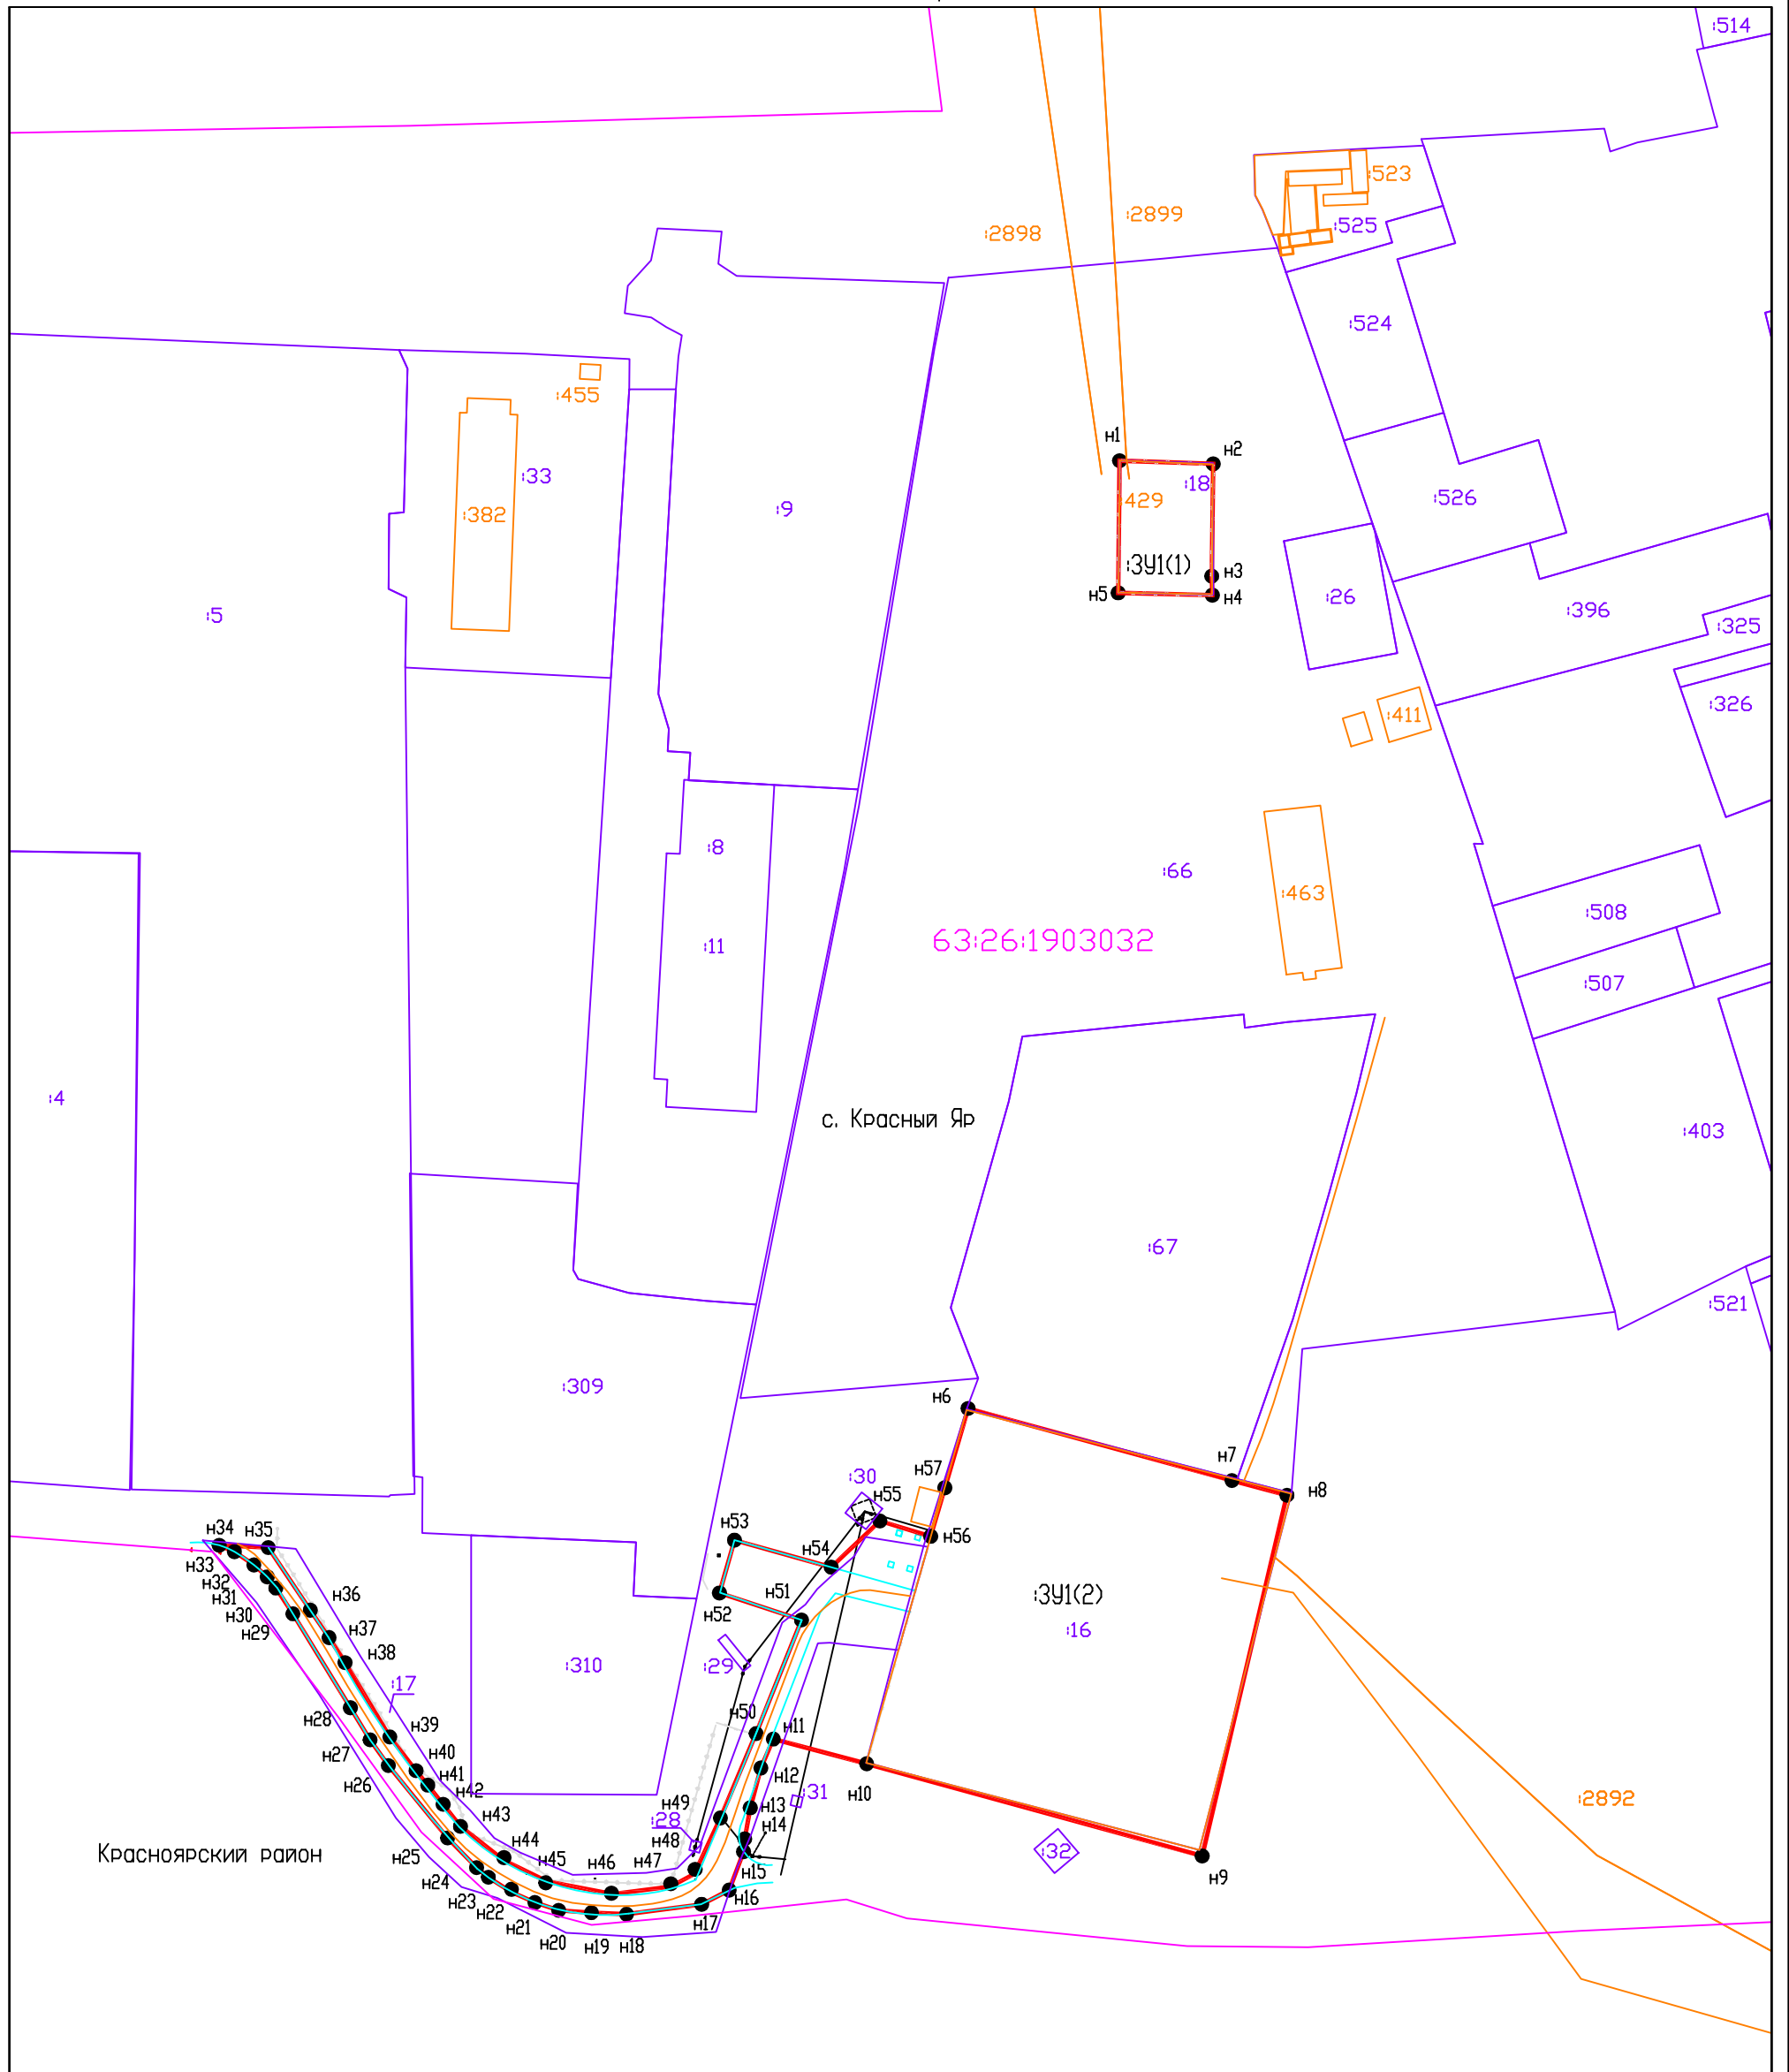 :514
:523
:2899
:525
:2898
:524
:455
н1
н2
:33
:18
:526
429
:9
:382
:ЗУ1(1)
н3
н5
н4
:26
:396
:5
:325
:326
:411
:8
:66
:463
:508
63:26:1903032
:11
:507
:4
с. Красный Яр
:403
:67
:521
:309
н6
н7
н57
:30
н8
н55
н34
н35
н53
н56
н54
н33
н32
н31
н36
:ЗУ1(2)
н30
н51
н52
н37
:16
н29
н38
:310
:29
:17
н28
н50
н11
н39
н27
н40
н12
н26
н41
н10
:31
:2892
н42
н49
н13
н43
:28
н14
Красноярский район
н44
н48
:32
н25
н45
н46
н47
н15
н9
н24
н16
н23
н22
н21
н17
н20
н19
н18